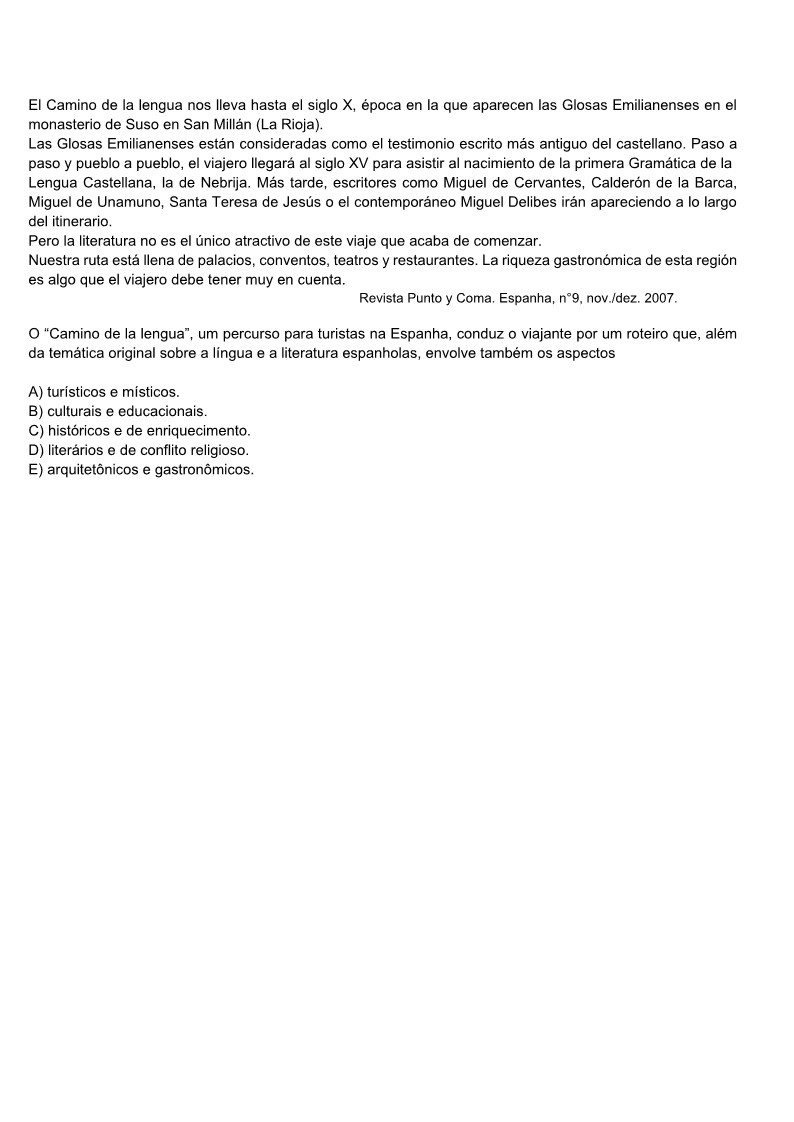 El Camino de la lengua nos lleva hasta el siglo X, época en la que aparecen las Glosas Emilianenses en el
monasterio de Suso en San Millán (La Rioja).
Las Glosas Emilianenses están consideradas como el testimonio escrito más antiguo del castellano. Paso a
paso y pueblo a pueblo, el viajero llegará al siglo XV para asistir al nacimiento de la primera Gramática de la
Lengua Castellana, la de Nebrija. Más tarde, escritores como Miguel de Cervantes, Calderón de la Barca,
Miguel de Unamuno, Santa Teresa de Jesús o el contemporáneo Miguel Delibes irán apareciendo a lo largo
del itinerario.
Pero la literatura no es el único atractivo de este viaje que acaba de comenzar.
Nuestra ruta está llena de palacios, conventos, teatros y restaurantes. La riqueza gastronómica de esta región
es algo que el viajero debe tener muy en cuenta.
Revista Punto y Coma. Espanha, n°9, nov./dez. 2007.
O “Camino de la lengua”, um percurso para turistas na Espanha, conduz o viajante por um roteiro que, além
da temática original sobre a língua e a literatura espanholas, envolve também os aspectos
A) turísticos e místicos.
B) culturais e educacionais.
C) históricos e de enriquecimento.
D) literários e de conflito religioso.
E) arquitetônicos e gastronômicos.